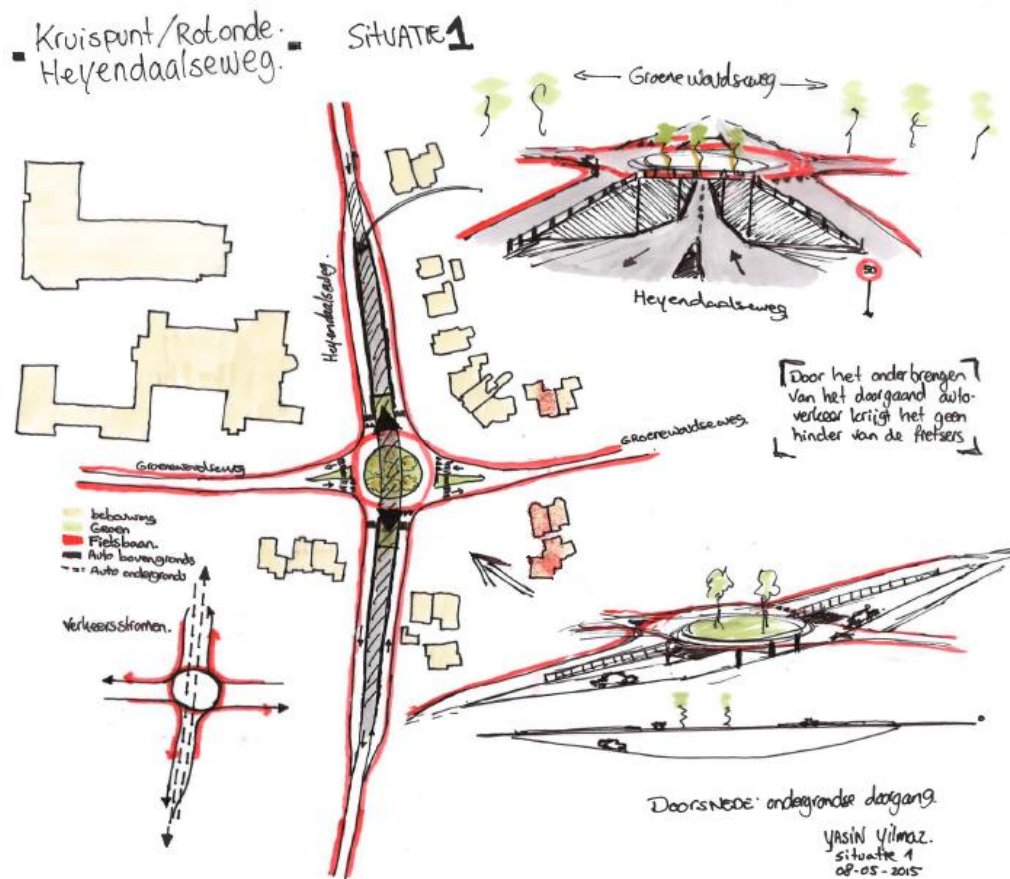 Kruispunt/Rotonde.
Heyendaalseweg.
SITUATIE 1
Groenewoudseweg
Heyendaalseweg
50
Heyendaalseweg.
Door het onderbrengen
van het doorgaand auto-
verkeer krijgt het geen
hinder van de fietsers
Groenewoudseweg.
Groenewoudseweg
bebouwing
Groen
Fietsbaan.
Auto bovengronds
Auto ondergronds
verkeersstromen.
DOORSNEDE: ondergrondse doorgang.
YASIN Yilmaz.
situatie 1
08-05-2015